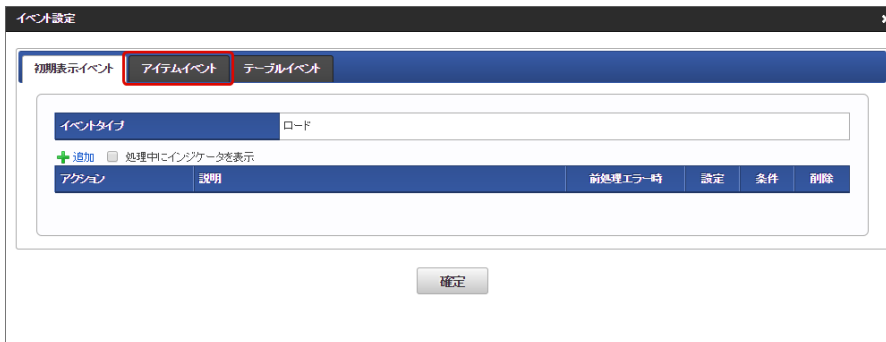 イベント設定
初期表示イベント アイテムイベント テーブルイベント
イベントタイプ ロード
追加 処理中にインジケータを表示
アクション 説明 前処理エラー時 設定 条件 削除
確定